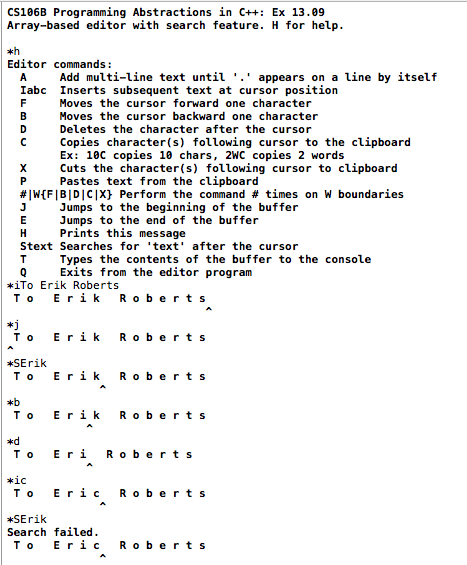 CS106B Programming Abstractions in C++: Ex 13.09
Array-based editor with search feature. H for help.

*h
Editor commands:
  A     Add multi-line text until '.' appears on a line by itself
  Iabc  Inserts subsequent text at cursor position
  F     Moves the cursor forward one character
  B     Moves the cursor backward one character
  D     Deletes the character after the cursor
  C     Copies character(s) following cursor to the clipboard
        Ex: 10C copies 10 chars, 2WC copies 2 words
  X     Cuts the character(s) following cursor to clipboard
  P     Pastes text from the clipboard
  #|W{F|B|D|C|X} Perform the command # times on W boundaries
  J     Jumps to the beginning of the buffer
  E     Jumps to the end of the buffer
  H     Prints this message
  Stext Searches for 'text' after the cursor
  T     Types the contents of the buffer to the console
  Q     Exits from the editor program
*iTo Erik Roberts
 T o   E r i k   R o b e r t s
                               ^
*j
 T o   E r i k   R o b e r t s
^
*SErik
 T o   E r i k   R o b e r t s
               ^
*b
 T o   E r i k   R o b e r t s
             ^
*d
 T o   E r i   R o b e r t s
             ^
*ic
 T o   E r i c   R o b e r t s
               ^
*SErik
Search failed.
 T o   E r i c   R o b e r t s
               ^